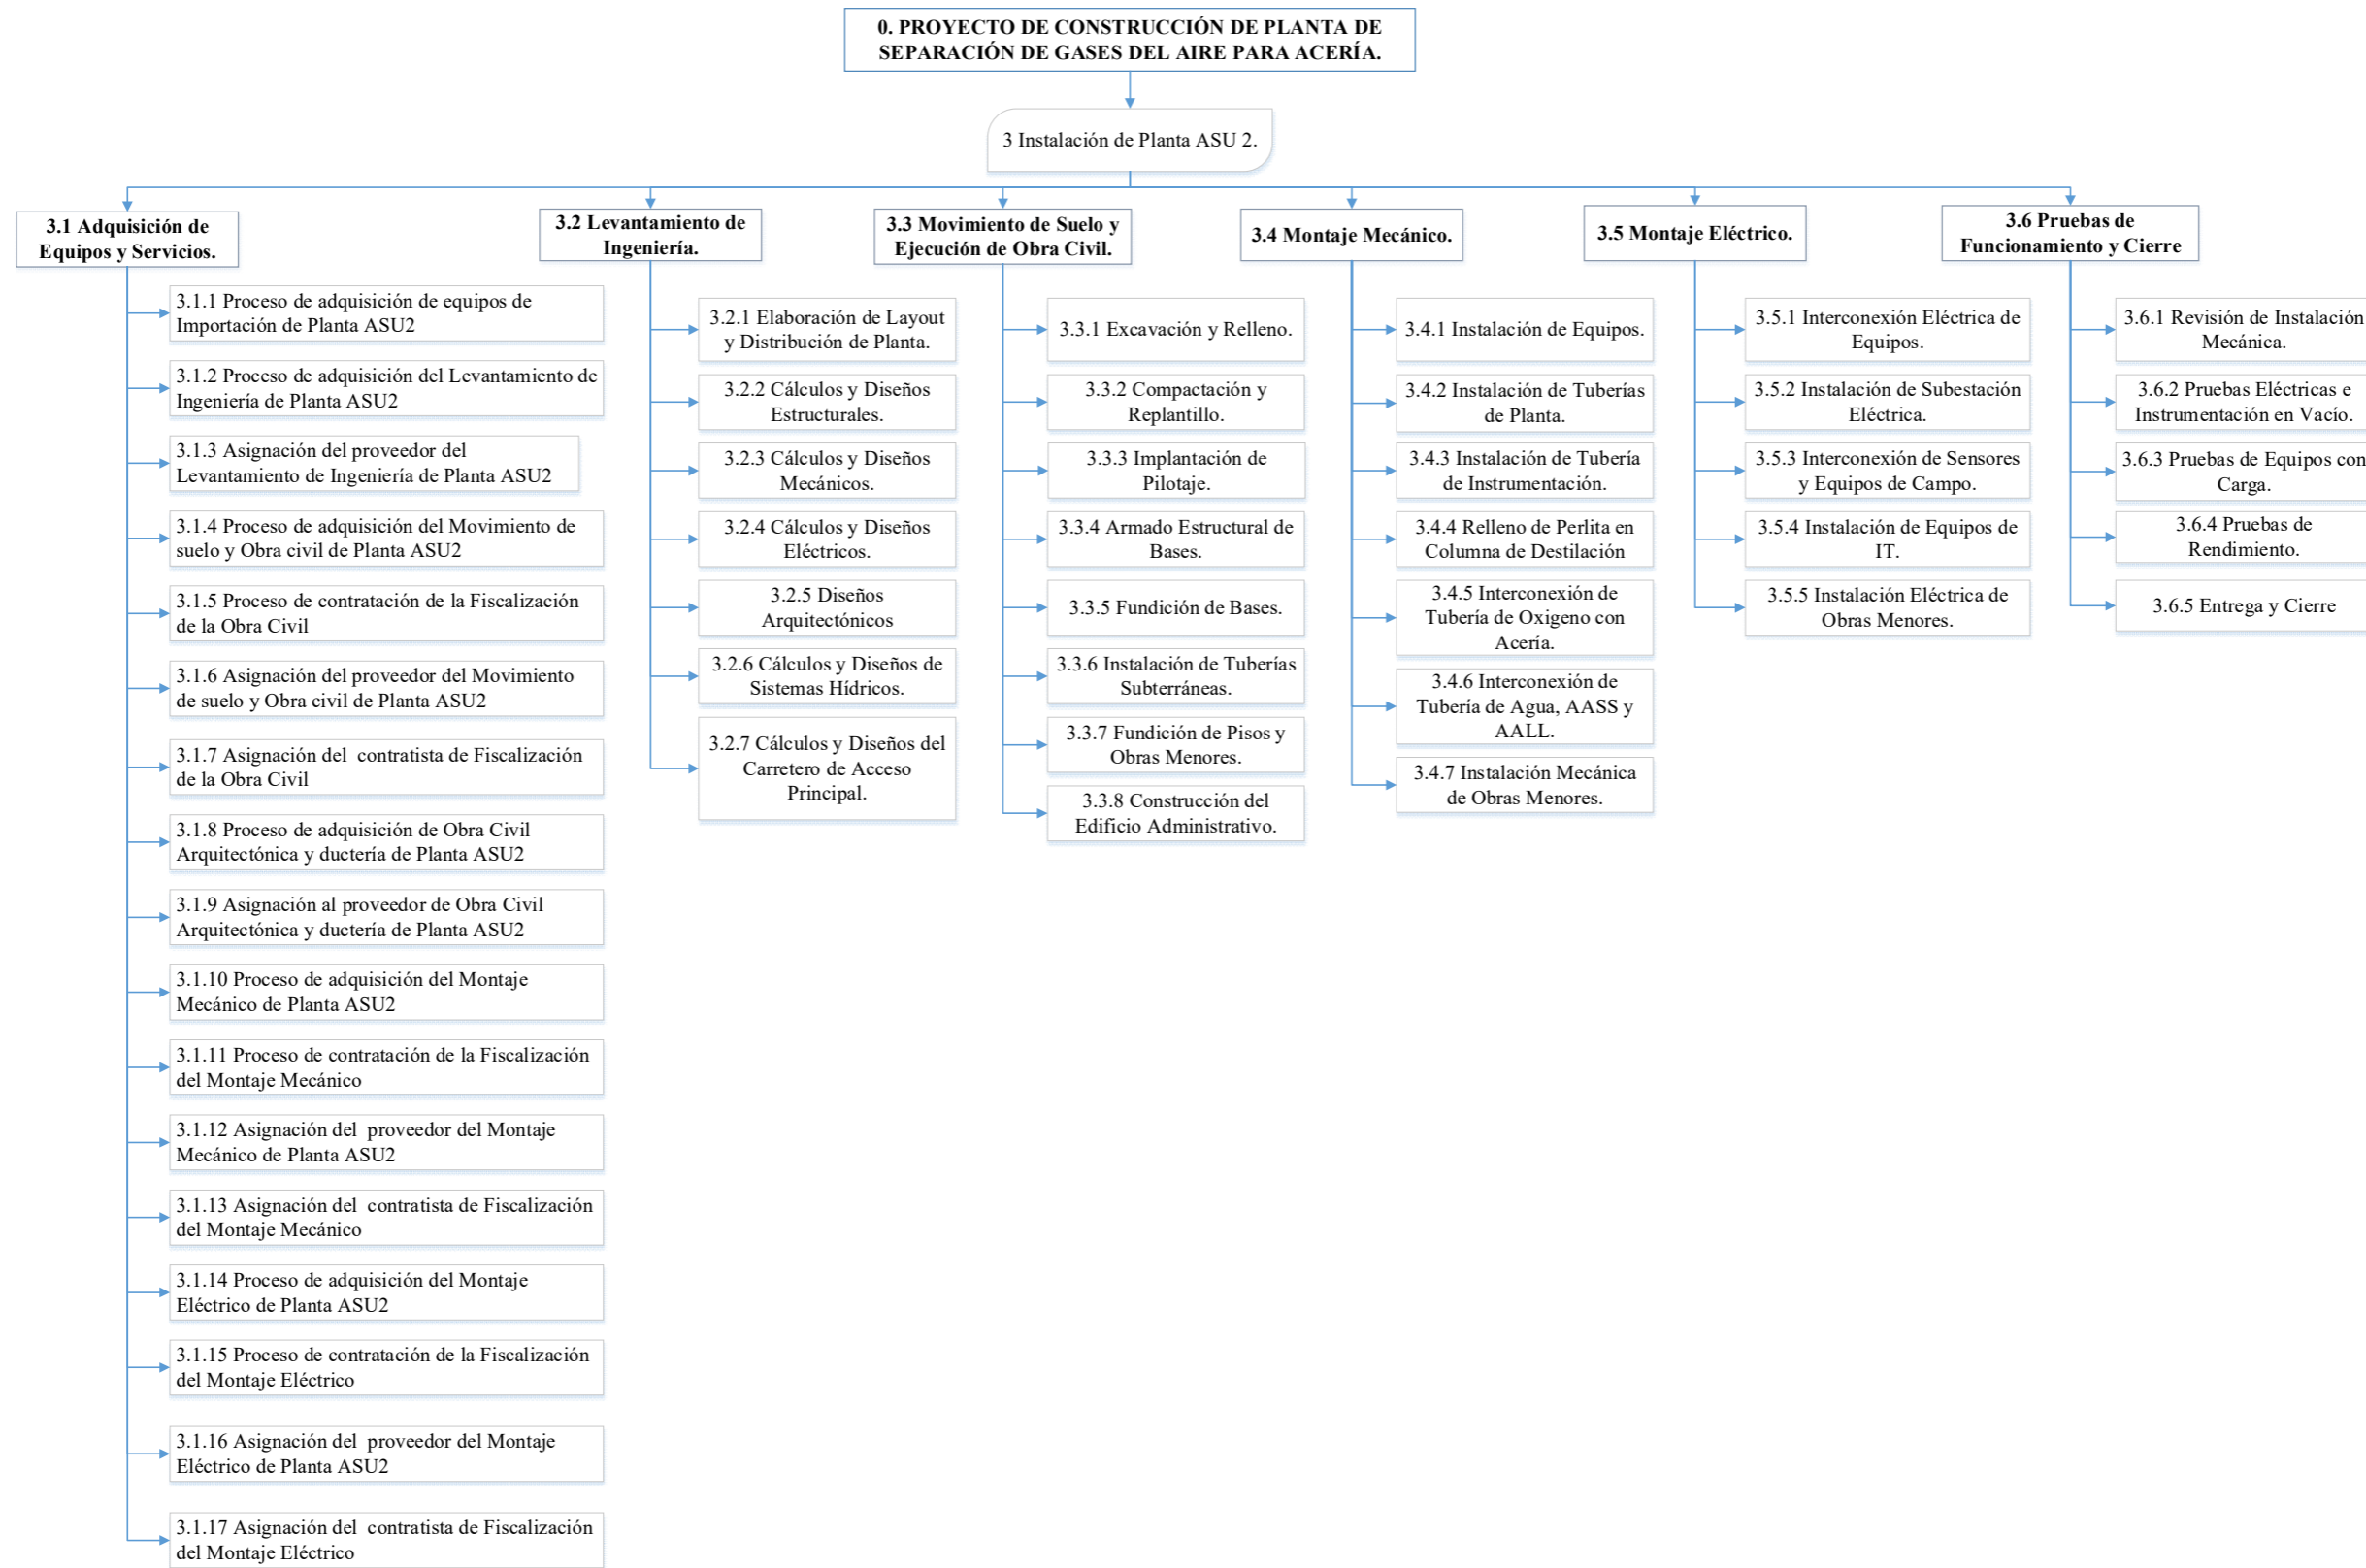 0. PROYECTO DE CONSTRUCCIÓN DE PLANTA DE
SEPARACIÓN DE GASES DEL AIRE PARA ACERÍA.
3 Instalación de Planta ASU 2.
3.1 Adquisición de
Equipos y Servicios.
3.1.1 Proceso de adquisición de equipos de
Importación de Planta ASU2
3.1.2 Proceso de adquisición del Levantamiento de
Ingeniería de Planta ASU2
3.1.3 Asignación del proveedor del
Levantamiento de Ingeniería de Planta ASU2
3.1.4 Proceso de adquisición del Movimiento de
suelo y Obra civil de Planta ASU2
3.1.5 Proceso de contratación de la Fiscalización
de la Obra Civil
3.1.6 Asignación del proveedor del Movimiento
de suelo y Obra civil de Planta ASU2
3.1.7 Asignación del  contratista de Fiscalización
de la Obra Civil
3.1.8 Proceso de adquisición de Obra Civil
Arquitectónica y ductería de Planta ASU2
3.1.9 Asignación al proveedor de Obra Civil
Arquitectónica y ductería de Planta ASU2
3.1.10 Proceso de adquisición del Montaje
Mecánico de Planta ASU2
3.1.11 Proceso de contratación de la Fiscalización
del Montaje Mecánico
3.1.12 Asignación del  proveedor del Montaje
Mecánico de Planta ASU2
3.1.13 Asignación del  contratista de Fiscalización
del Montaje Mecánico
3.1.14 Proceso de adquisición del Montaje
Eléctrico de Planta ASU2
3.1.15 Proceso de contratación de la Fiscalización
del Montaje Eléctrico
3.1.16 Asignación del  proveedor del Montaje
Eléctrico de Planta ASU2
3.1.17 Asignación del  contratista de Fiscalización
del Montaje Eléctrico
3.2 Levantamiento de
Ingeniería.
3.2.1 Elaboración de Layout
y Distribución de Planta.
3.2.2 Cálculos y Diseños
Estructurales.
3.2.3 Cálculos y Diseños
Mecánicos.
3.2.4 Cálculos y Diseños
Eléctricos.
3.2.5 Diseños
Arquitectónicos
3.2.6 Cálculos y Diseños de
Sistemas Hídricos.
3.2.7 Cálculos y Diseños del
Carretero de Acceso
Principal.
3.3 Movimiento de Suelo y
Ejecución de Obra Civil.
3.3.1 Excavación y Relleno.
3.3.2 Compactación y
Replantillo.
3.3.3 Implantación de
Pilotaje.
3.3.4 Armado Estructural de
Bases.
3.3.5 Fundición de Bases.
3.3.6 Instalación de Tuberías
Subterráneas.
3.3.7 Fundición de Pisos y
Obras Menores.
3.3.8 Construcción del
Edificio Administrativo.
3.4 Montaje Mecánico.
3.4.1 Instalación de Equipos.
3.4.2 Instalación de Tuberías
de Planta.
3.4.3 Instalación de Tubería
de Instrumentación.
3.4.4 Relleno de Perlita en
Columna de Destilación
3.4.5 Interconexión de
Tubería de Oxigeno con
Acería.
3.4.6 Interconexión de
Tubería de Agua, AASS y
AALL.
3.4.7 Instalación Mecánica
de Obras Menores.
3.5 Montaje Eléctrico.
3.5.1 Interconexión Eléctrica de
Equipos.
3.5.2 Instalación de Subestación
Eléctrica.
3.5.3 Interconexión de Sensores
y Equipos de Campo.
3.5.4 Instalación de Equipos de
IT.
3.5.5 Instalación Eléctrica de
Obras Menores.
3.6 Pruebas de
Funcionamiento y Cierre
3.6.1 Revisión de Instalación
Mecánica.
3.6.2 Pruebas Eléctricas e
Instrumentación en Vacío.
3.6.3 Pruebas de Equipos con
Carga.
3.6.4 Pruebas de
Rendimiento.
3.6.5 Entrega y Cierre